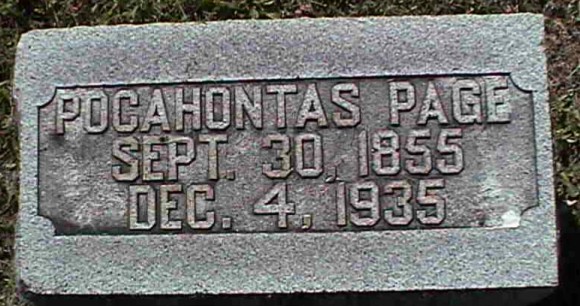 POCAHONTAS PAGE
SEPT. 30, 1855
DEC. 4, 1935